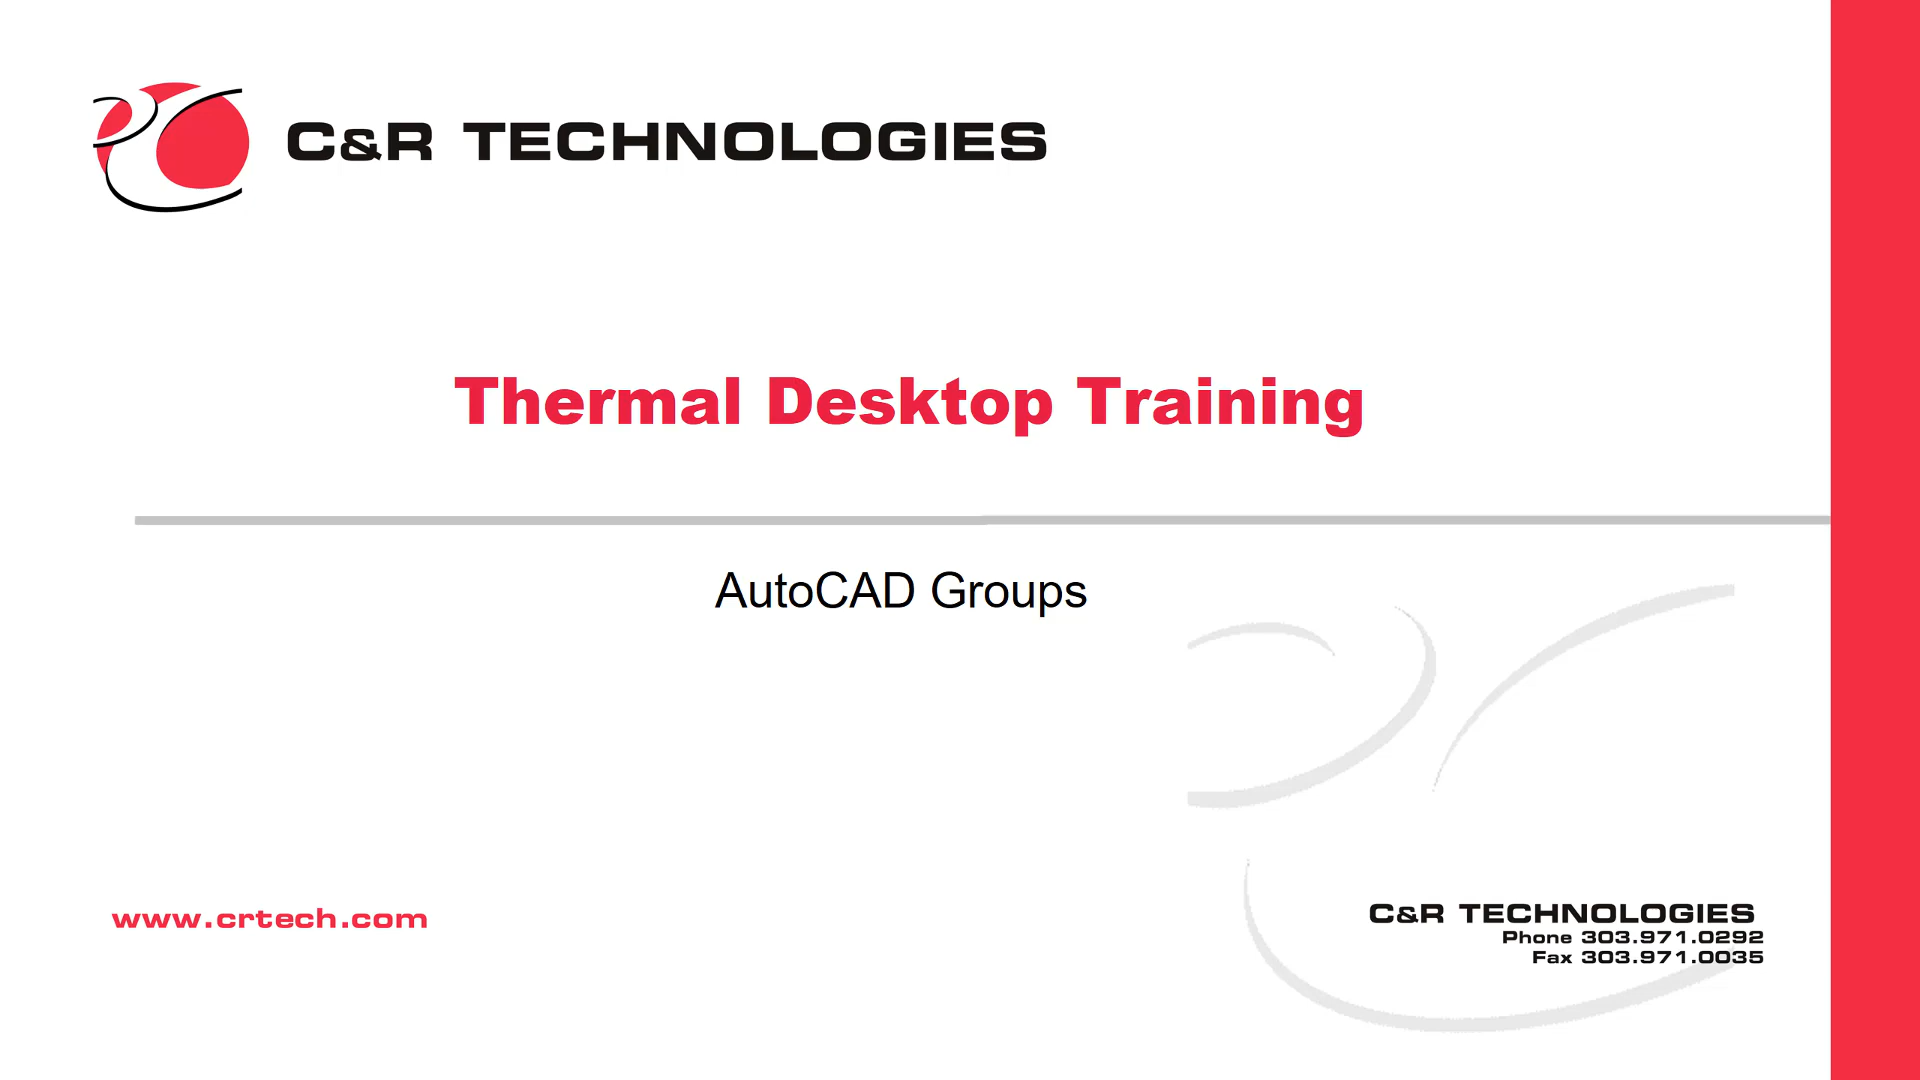 C&R TECHNOLOGIES
Thermal Desktop Training
AutoCAD Groups
www.crtech.com
C&R TECHNOLOGIES
Phone 303.971.0292
Fax 303.971.0035